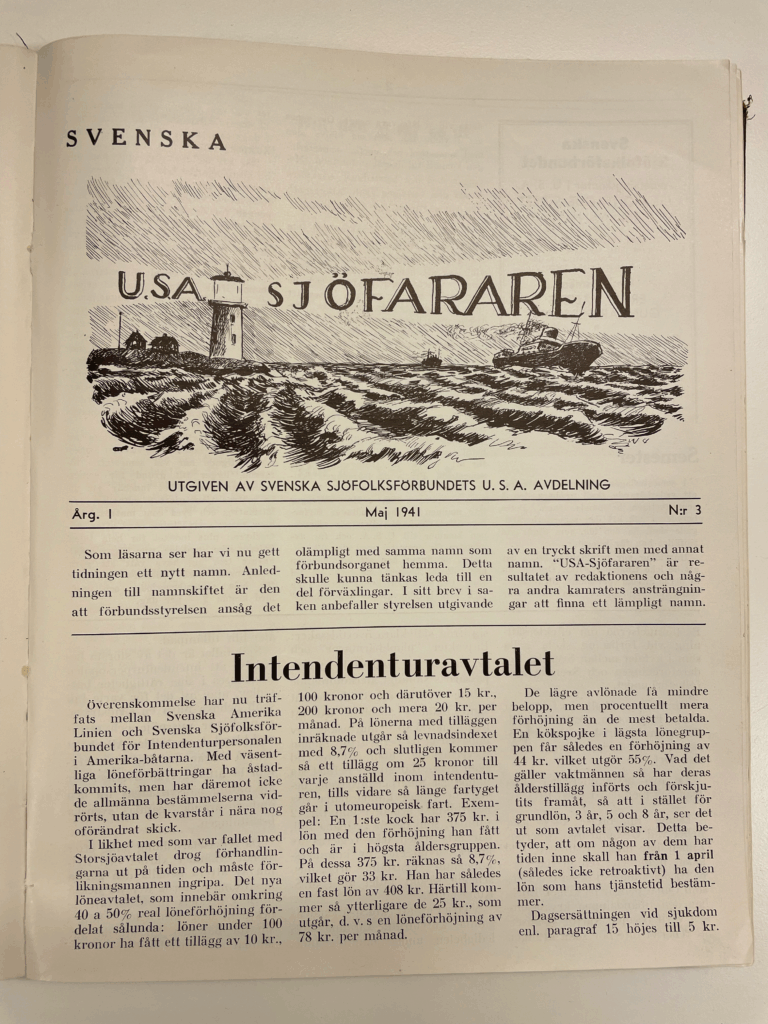 SVENSKA
U.S.A. SJÖFARAREN
UTGIVEN AV SVENSKA SJÖFOLKSFÖRBUNDETS U. S. A. AVDELNING
Årg. 1 Maj 1941 N:r 3
Som läsarna ser har vi nu gett
tidningen ett nytt namn. Anled-
ningen till namnskiftet är den
att förbundsstyrelsen ansåg det
olämpligt med samma namn som
förbundsorganet hemma. Detta
skulle kunna tänkas leda till en
del förväxlingar. I sitt brev i sa-
ken anbefaller styrelsen utgivande
av en tryckt skrift men med annat
namn. "USA-Sjöfararen" är re-
sultatet av redaktionens och någ-
ra andra kamraters ansträngnin-
gar att finna ett lämpligt namn.
Intendenturavtalet
Överenskommelse har nu träf-
fats mellan Svenska Amerika
Linien och Svenska Sjöfolksför-
bundet för Intendenturpersonalen
i Amerika-båtarna. Med väsent-
liga löneförbättringar ha åstad-
kommits, men har däremot icke
de allmänna bestämmelserna vid-
rörts, utan de kvarstår i nära nog
oförändrat skick.
I likhet med som var fallet med
Storsjöavtalet drog förhandlin-
garna ut på tiden och måste för-
likningsmannen ingripa. Det nya
löneavtalet, som innebär omkring
40 a 50% real löneförhöjning för-
delat sålunda: löner under 100
kronor ha fått ett tillägg av 10 kr.,
100 kronor och därutöver 15 kr.,
200 kronor och mera 20 kr. per
månad. På lönerna med tilläggen
inräknade utgår så levnadsindexet
med 8,7% och slutligen kommer
så ett tillägg om 25 kronor till
varje anställd inom intendentu-
ren, tills vidare så länge fartyget
går i utomeuropeisk fart. Exem-
pel: En 1:ste kock har 375 kr. i
lön med den förhöjning han fått
och är i högsta åldersgruppen.
På dessa 375 kr. räknas så 8,7%,
vilket gör 33 kr. Han har således
en fast lön av 408 kr. Härtill kom-
mer så ytterligare de 25 kr., som
utgår, d. v. s en löneförhöjning av
78 kr. per månad.
De lägre avlönade få mindre
belopp, men procentuellt mera
förhöjning än de mest betalda.
En kökspojke i lägsta lönegrup-
pen får således en förhöjning av
44 kr. vilket utgör 55%. Vad det
gäller vaktmännen så har deras
ålderstillägg införts och förskju-
tits framåt, så att i stället för
grundlön, 3 år, 5 och 8 år, ser det
ut som avtalet visar. Detta be-
tyder, att om någon av dem har
tiden inne skall han från 1 april
(således icke retroaktivt) ha den
lön som hans tjänstetid bestäm-
mer.
Dagsersättningen vid sjukdom
enl. paragraf 15 höjes till 5 kr.